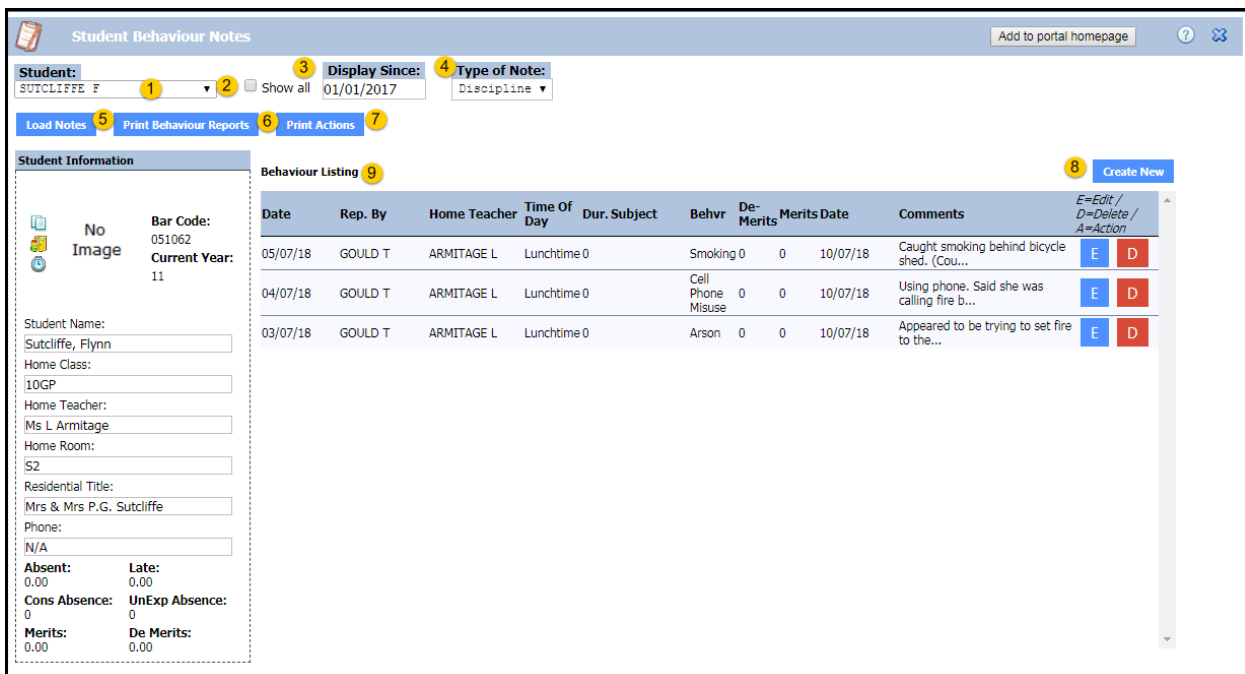 Student Behaviour Notes
Add to portal homepage
?
Student:
3 Display Since:
4 Type of Note:
SUTCLIFFE F 1
2 Show all
01/01/2017
Discipline
Load Notes 5 Print Behaviour Reports 6 Print Actions 7
Student Information
Behaviour Listing 9
8 Create New
No Image
Bar Code:
051062
Current Year:
11
Student Name:
Sutcliffe, Flynn
Home Class:
10GP
Home Teacher:
Ms L Armitage
Home Room:
S2
Residential Title:
Mrs & Mrs P.G. Sutcliffe
Phone:
N/A
Absent: Late:
0.00 0.00
Cons Absence: UnExp Absence:
0 0
Merits: De Merits:
0.00 0.00
Date Rep. By Home Teacher Time Of Day Dur. Subject Behvr De-Merits Merits Date Comments E=Edit / D=Delete / A=Action
05/07/18 GOULD T ARMITAGE L Lunchtime 0 Smoking 0 0 10/07/18 Caught smoking behind bicycle shed. (Cou... E D
04/07/18 GOULD T ARMITAGE L Lunchtime 0 Cell Phone Misuse 0 0 10/07/18 Using phone. Said she was calling fire b... E D
03/07/18 GOULD T ARMITAGE L Lunchtime 0 Arson 0 0 10/07/18 Appeared to be trying to set fire to the... E D